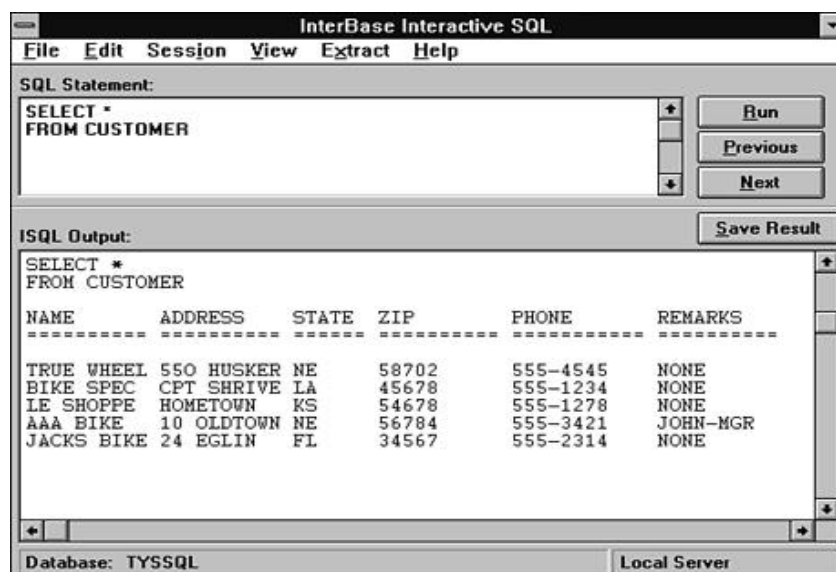 InterBase Interactive SQL
File Edit Session View Extract Help
SQL Statement:
SELECT *
FROM CUSTOMER
Run
Previous
Next
Save Result
ISQL Output:
SELECT *
FROM CUSTOMER
NAME ADDRESS STATE ZIP PHONE REMARKS
========== ========== ====== ========== =========== ==========
TRUE WHEEL 55O HUSKER NE 58702 555-4545 NONE
BIKE SPEC CPT SHRIVE LA 45678 555-1234 NONE
LE SHOPPE HOMETOWN KS 54678 555-1278 NONE
AAA BIKE 10 OLDTOWN NE 56784 555-3421 JOHN-MGR
JACKS BIKE 24 EGLIN FL 34567 555-2314 NONE
Database: TYSSQL
Local Server